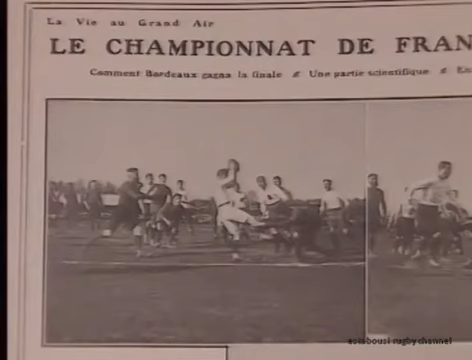 La Vie au Grand Air
LE CHAMPIONNAT DE FRAN
Comment Bordeaux gagna la finale Une partie scientifique En
rugby channel